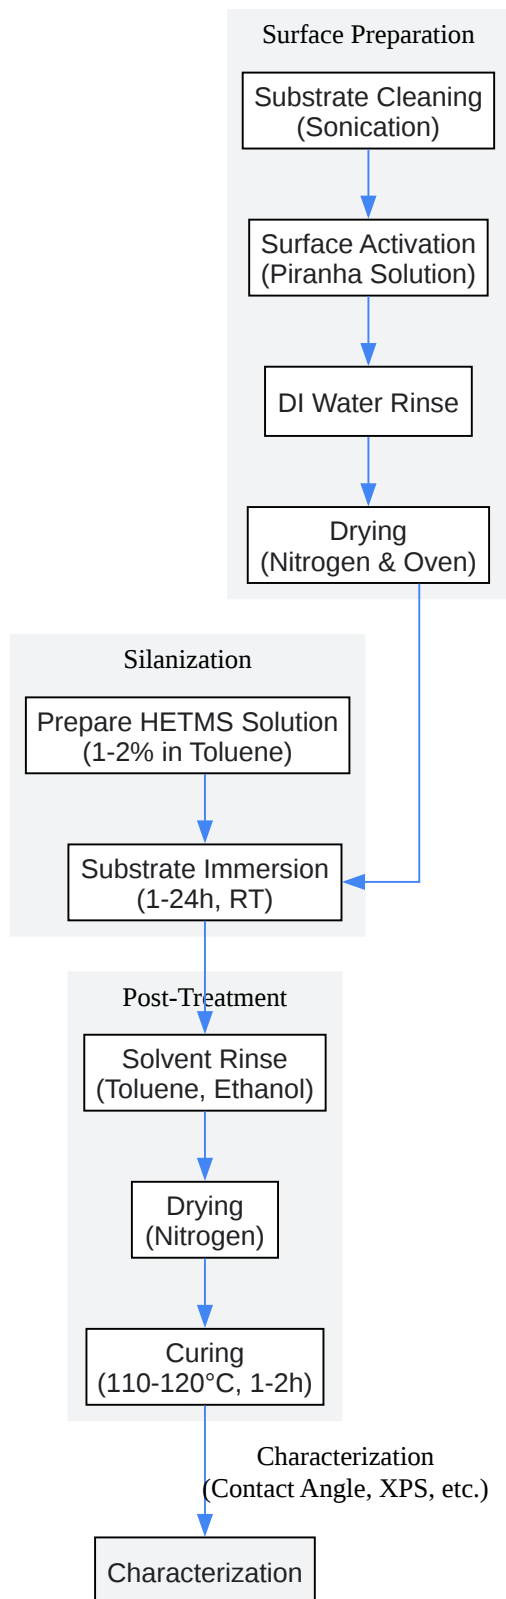 Surface Preparation
Substrate Cleaning
(Sonication)
Surface Activation
(Piranha Solution)
DI Water Rinse
Drying
(Nitrogen & Oven)
Silanization
Prepare HETMS Solution
(1-2% in Toluene)
Substrate Immersion
(1-24h, RT)
Post-Treatment
Solvent Rinse
(Toluene, Ethanol)
Drying
(Nitrogen)
Curing
(110-120°C, 1-2h)
Characterization
(Contact Angle, XPS, etc.)
Characterization